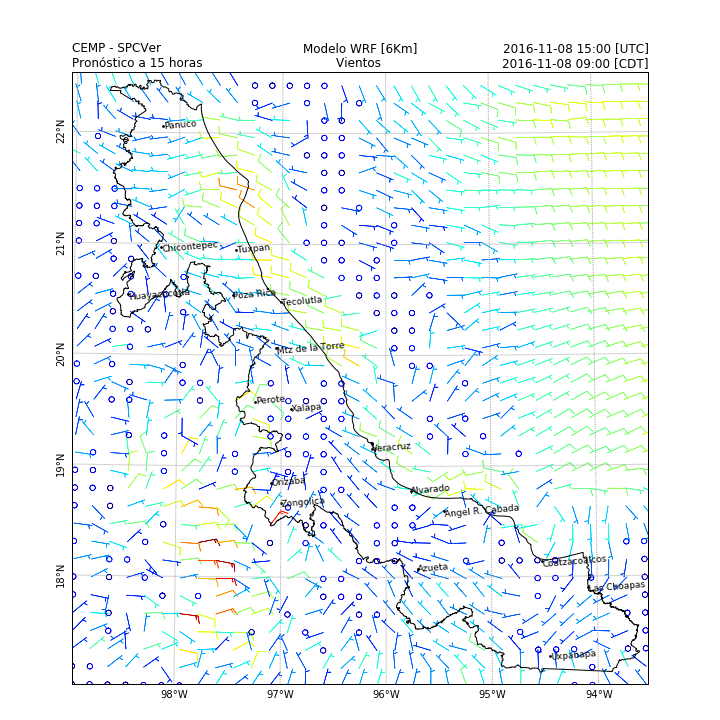 CEMP - SPCVer
Modelo WRF [6Km]
2016-11-08 15:00 [UTC]
Pronóstico a 15 horas
Vientos
2016-11-08 09:00 [CDT]
22°N
Panuco
21°N
Chicontepec
Tuxpan
Huayacocotla
Poza Rica
Tecolutla
20°N
Mtz de la Torre
Perote
Xalapa
19°N
Veracruz
Orizaba
Alvarado
Zongolica
Angel R. Cabada
18°N
Azueta
Coatzacoalcos
Las Choapas
Uxpanapa
98°W
97°W
96°W
95°W
94°W